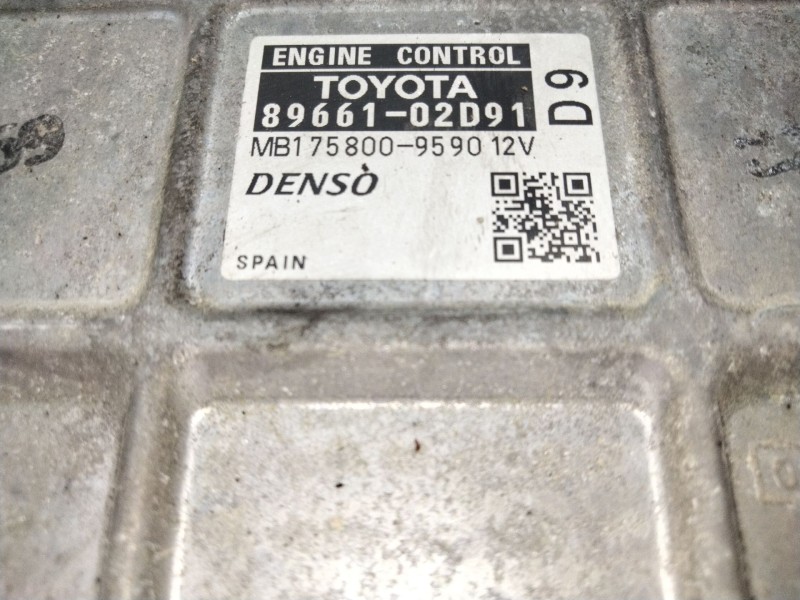 ENGINE CONTROL
TOYOTA
89661-02D91
D9
MB175800-9590 12V
DENSO
SPAIN